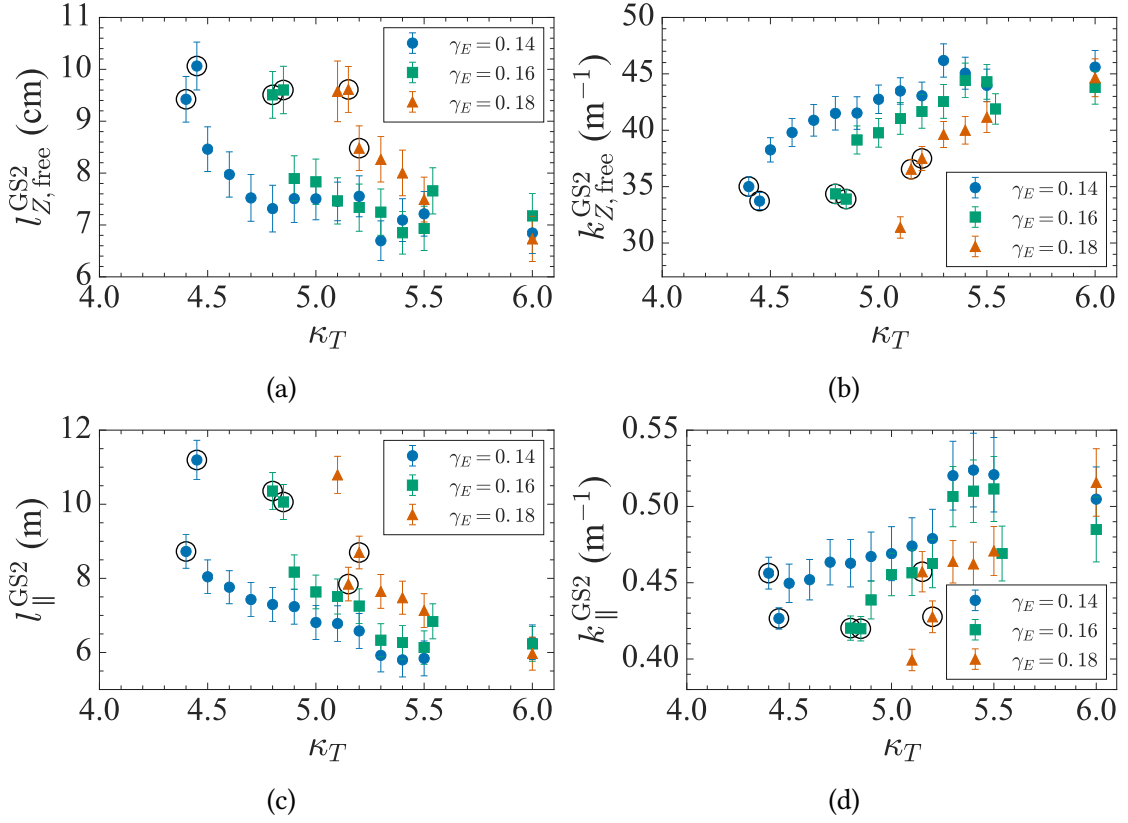 11
10
9
8
7
6
l_{Z,free}^{GS2} (cm)
γ_E = 0.14
γ_E = 0.16
γ_E = 0.18
4.0 4.5 5.0 5.5 6.0
κ_T
(a)
50
45
40
35
30
k_{Z,free}^{GS2} (m^{−1})
γ_E = 0.14
γ_E = 0.16
γ_E = 0.18
4.0 4.5 5.0 5.5 6.0
κ_T
(b)
12
10
8
6
l_∥^{GS2} (m)
γ_E = 0.14
γ_E = 0.16
γ_E = 0.18
4.0 4.5 5.0 5.5 6.0
κ_T
(c)
0.55
0.50
0.45
0.40
k_∥^{GS2} (m^{−1})
γ_E = 0.14
γ_E = 0.16
γ_E = 0.18
4.0 4.5 5.0 5.5 6.0
κ_T
(d)